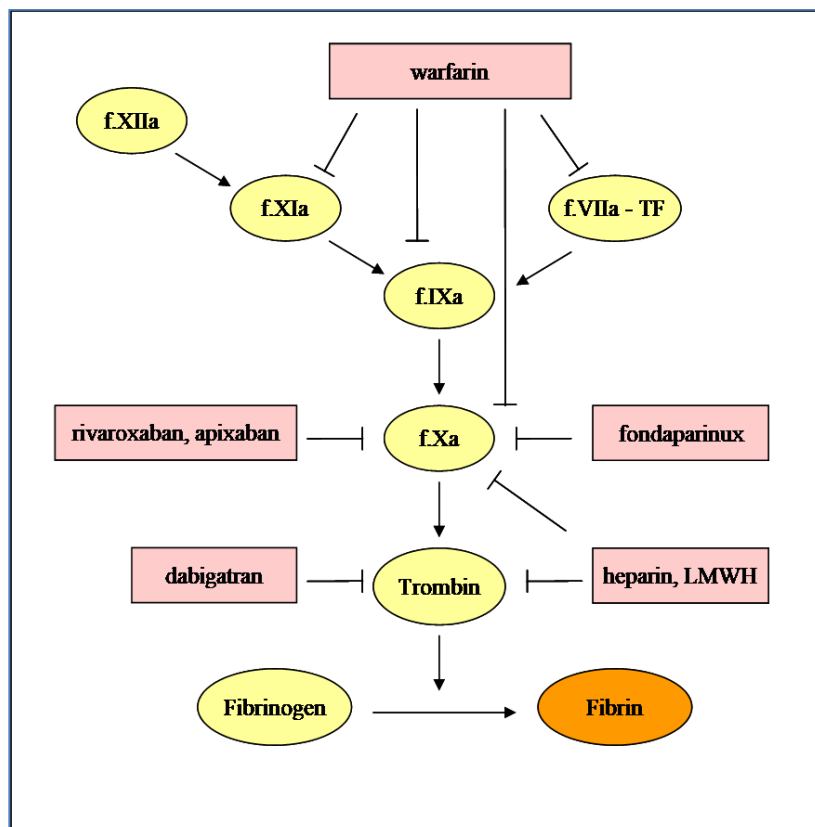 warfarin
f.XIIa
f.XIa
f.VIIa - TF
f.IXa
rivaroxaban, apixaban
f.Xa
fondaparinux
dabigatran
Trombin
heparin, LMWH
Fibrinogen
Fibrin